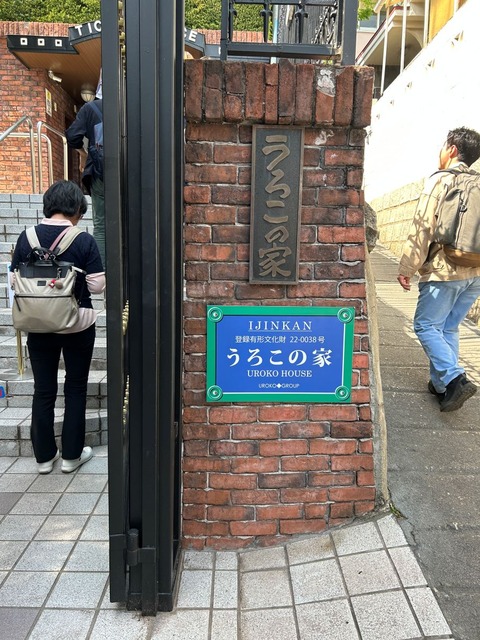 うろこの家
IJINKAN
登録有形文化財 22-0038号
うろこの家
UROKO HOUSE
UROKO◆GROUP